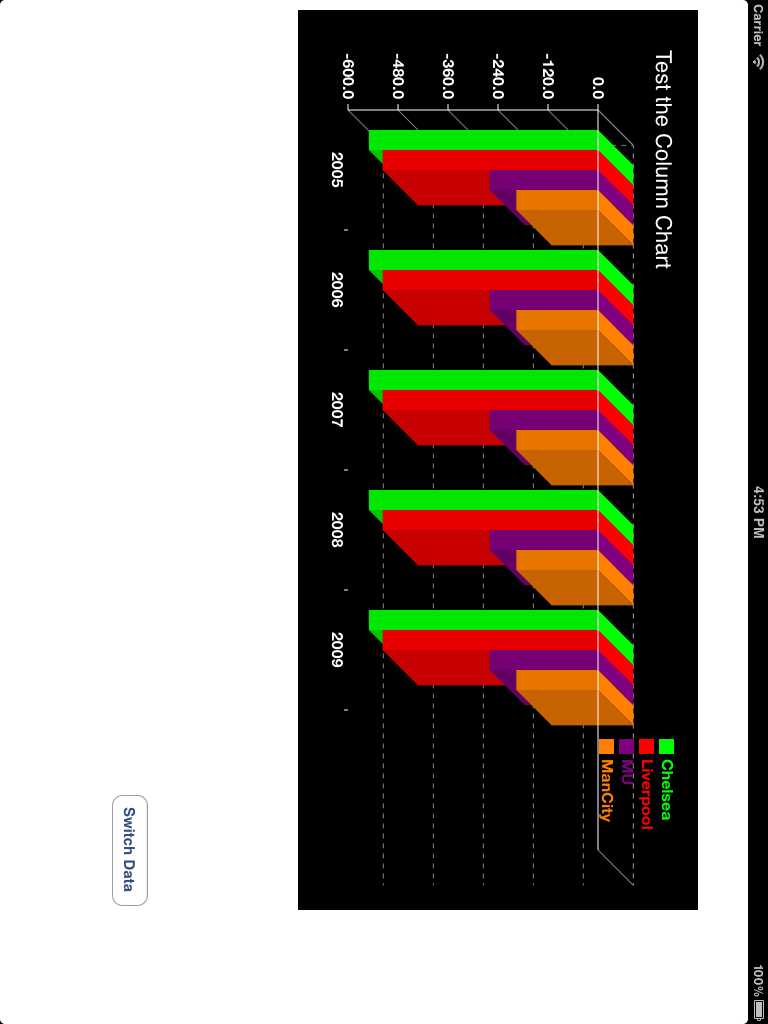 Carrier
4:53 PM
100%
Test the Column Chart
0.0
-120.0
-240.0
-360.0
-480.0
-600.0
2005
2006
2007
2008
2009
Chelsea
Liverpool
MU
ManCity
Switch Data